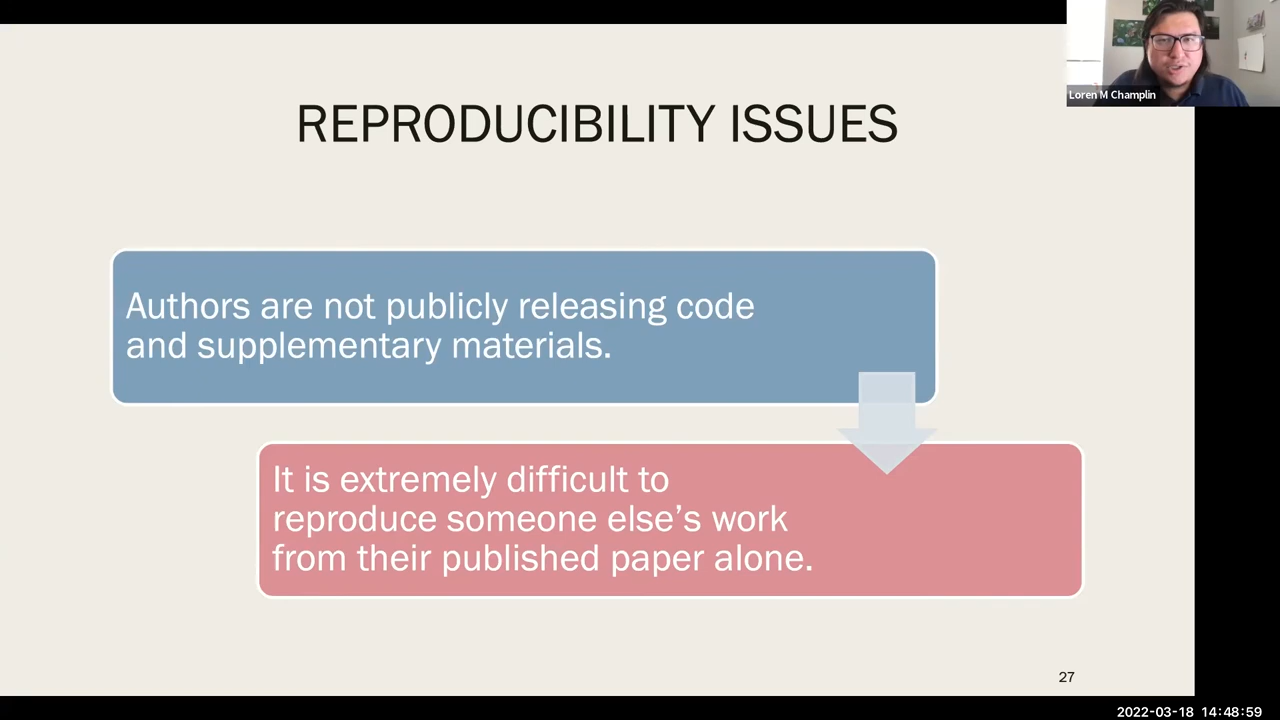 Loren M Champlin
REPRODUCIBILITY ISSUES
Authors are not publicly releasing code
and supplementary materials.
It is extremely difficult to
reproduce someone else’s work
from their published paper alone.
27
2022-03-18 14:48:59